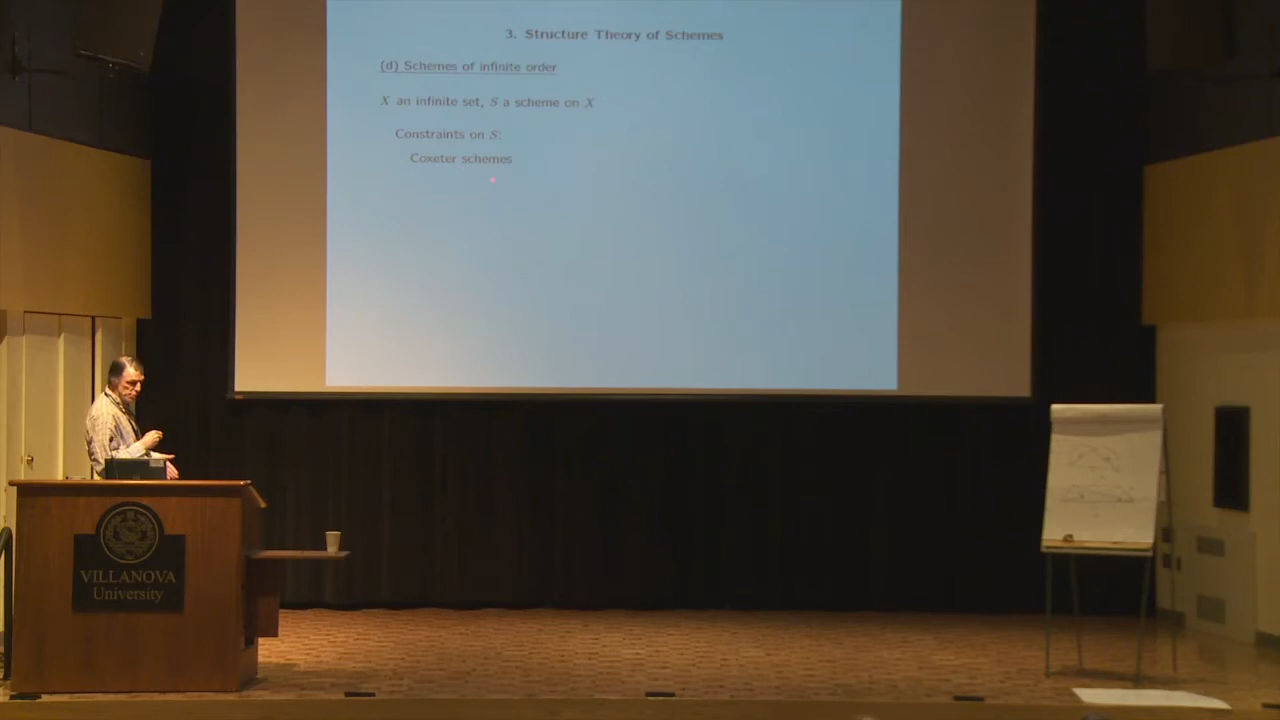 3. Structure Theory of Schemes
(d) Schemes of infinite order
X an infinite set, S a scheme on X
Constraints on S:
Coxeter schemes
VILLANOVA
University